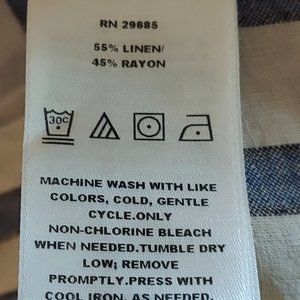 RN 29685
55% LINEN/
45% RAYON
30C
MACHINE WASH WITH LIKE
COLORS, COLD, GENTLE
CYCLE.ONLY
NON-CHLORINE BLEACH
WHEN NEEDED.TUMBLE DRY
LOW; REMOVE
PROMPTLY.PRESS WITH
COOL IRON, AS NEEDED.